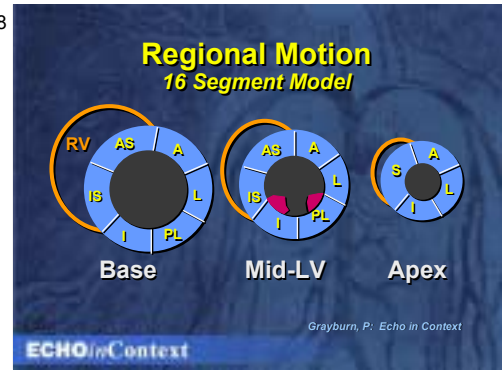 8
Regional Motion
16 Segment Model
RV
AS
A
L
PL
I
IS
AS
A
L
PL
I
IS
S
A
L
I
Base
Mid-LV
Apex
Grayburn, P: Echo in Context
ECHOinContext